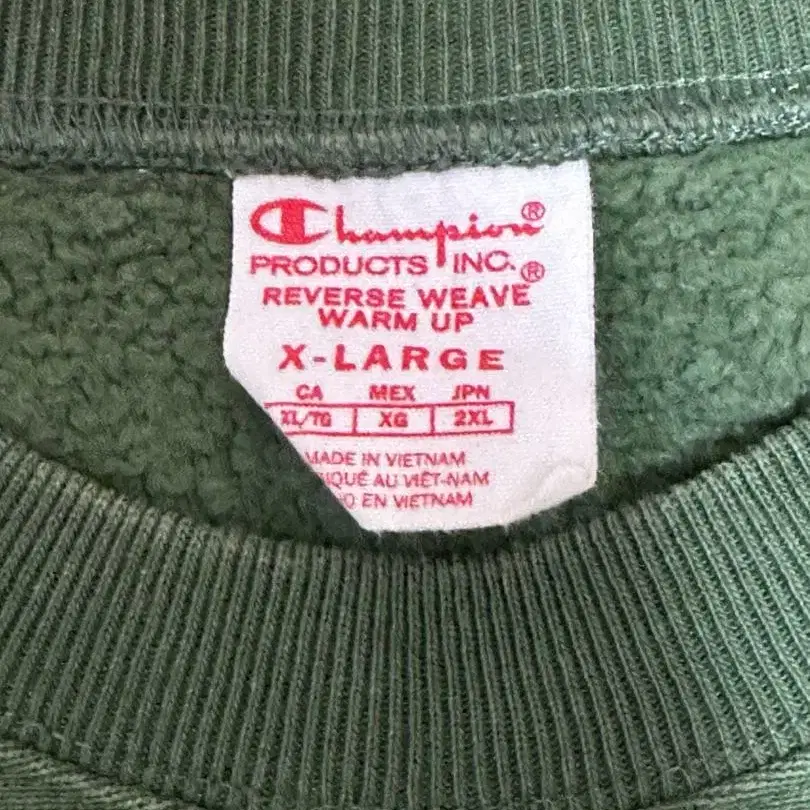 Champion®
PRODUCTS INC.®
REVERSE WEAVE
WARM UP
X-LARGE
CA MEX JPN
XL/TG XG 2XL
MADE IN VIETNAM
AU VIÊT-NAM
EN VIETNAM